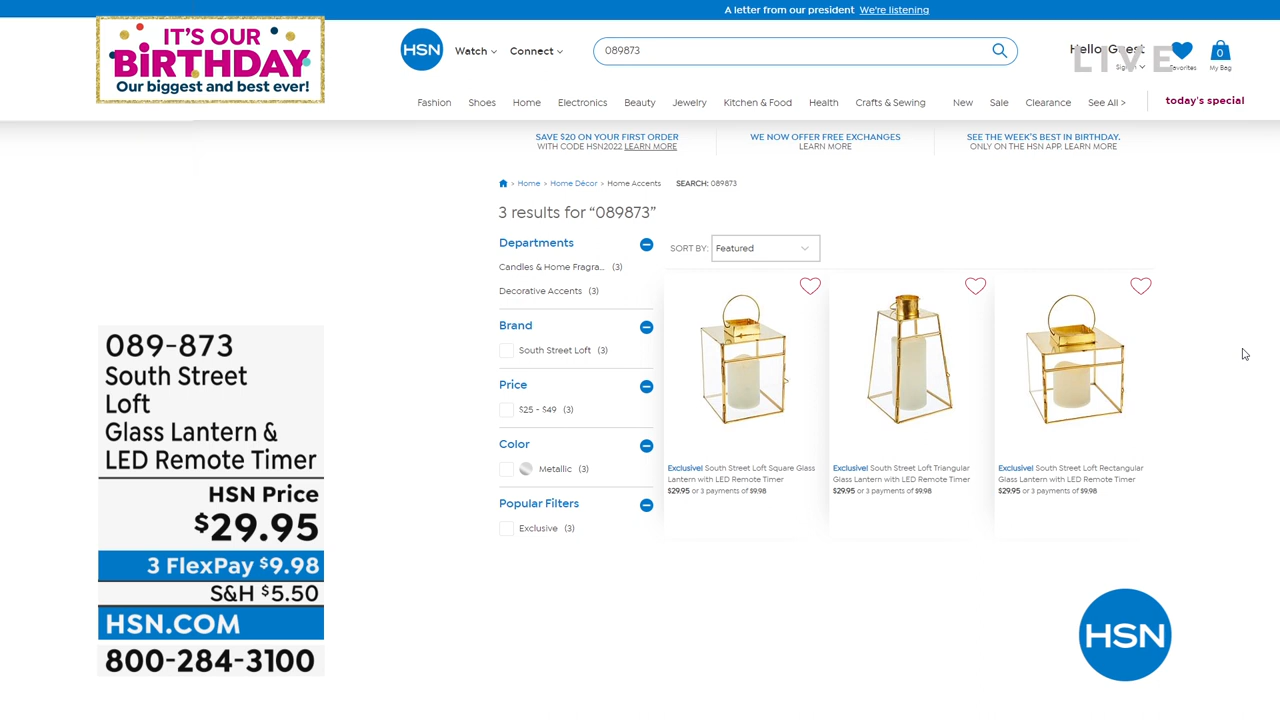 A letter from our president We're listening
IT'S OUR
BIRTHDAY
Our biggest and best ever!
HSN
Watch
Connect
089873
Hello Guest
LIVE
Favorites
0
My Bag
Fashion Shoes Home Electronics Beauty Jewelry Kitchen & Food Health Crafts & Sewing New Sale Clearance See All > today's special
SAVE $20 ON YOUR FIRST ORDER
WITH CODE HSN2022 LEARN MORE
WE NOW OFFER FREE EXCHANGES
LEARN MORE
SEE THE WEEK'S BEST IN BIRTHDAY.
ONLY ON THE HSN APP. LEARN MORE
> Home > Home Décor > Home Accents SEARCH: 089873
3 results for “089873”
Departments
Candles & Home Fragra... (3)
Decorative Accents (3)
Brand
South Street Loft (3)
Price
$25 - $49 (3)
Color
Metallic (3)
Popular Filters
Exclusive (3)
SORT BY: Featured
Exclusive! South Street Loft Square Glass
Lantern with LED Remote Timer
$29.95 or 3 payments of $9.98
Exclusive! South Street Loft Triangular
Glass Lantern with LED Remote Timer
$29.95 or 3 payments of $9.98
Exclusive! South Street Loft Rectangular
Glass Lantern with LED Remote Timer
$29.95 or 3 payments of $9.98
089-873
South Street
Loft
Glass Lantern &
LED Remote Timer
HSN Price
$29.95
3 FlexPay $9.98
S&H $5.50
HSN.COM
800-284-3100
HSN